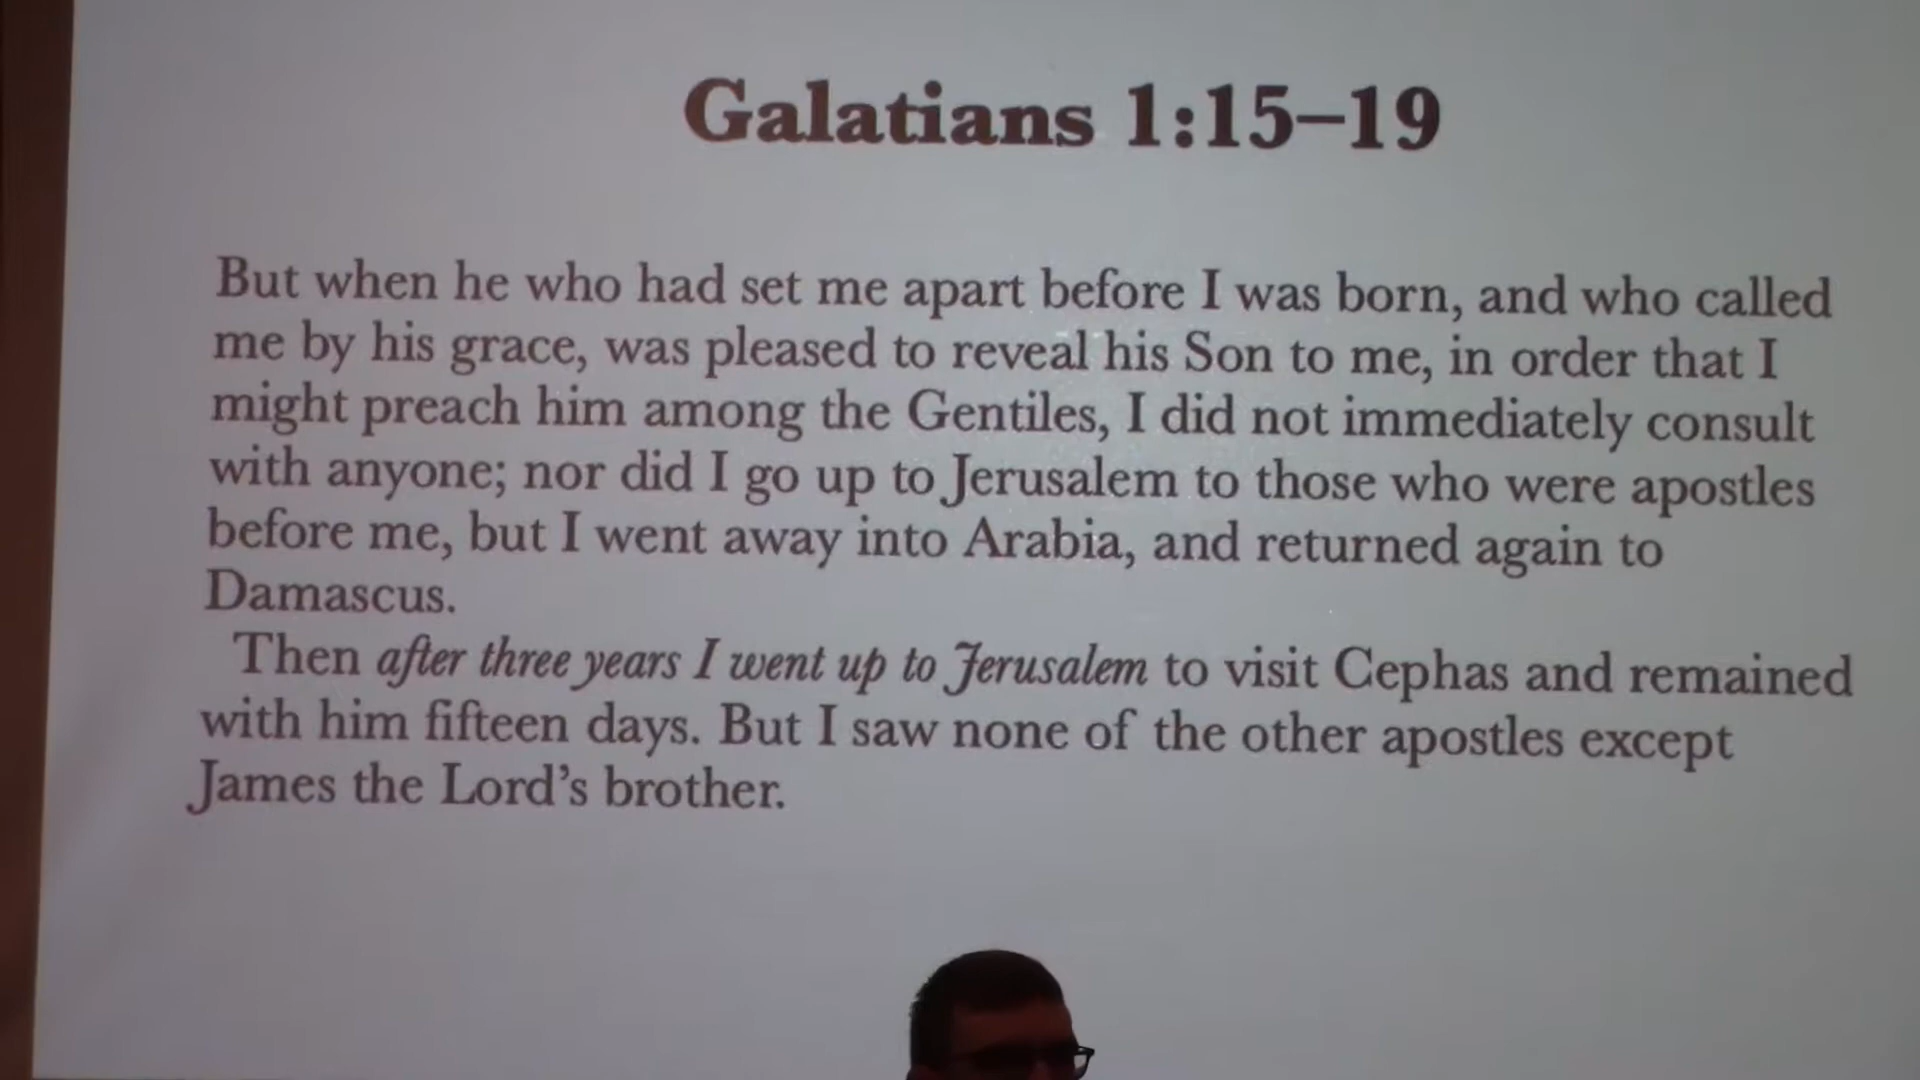 Galatians 1:15–19
But when he who had set me apart before I was born, and who called
me by his grace, was pleased to reveal his Son to me, in order that I
might preach him among the Gentiles, I did not immediately consult
with anyone; nor did I go up to Jerusalem to those who were apostles
before me, but I went away into Arabia, and returned again to
Damascus.
Then after three years I went up to Jerusalem to visit Cephas and remained
with him fifteen days. But I saw none of the other apostles except
James the Lord’s brother.